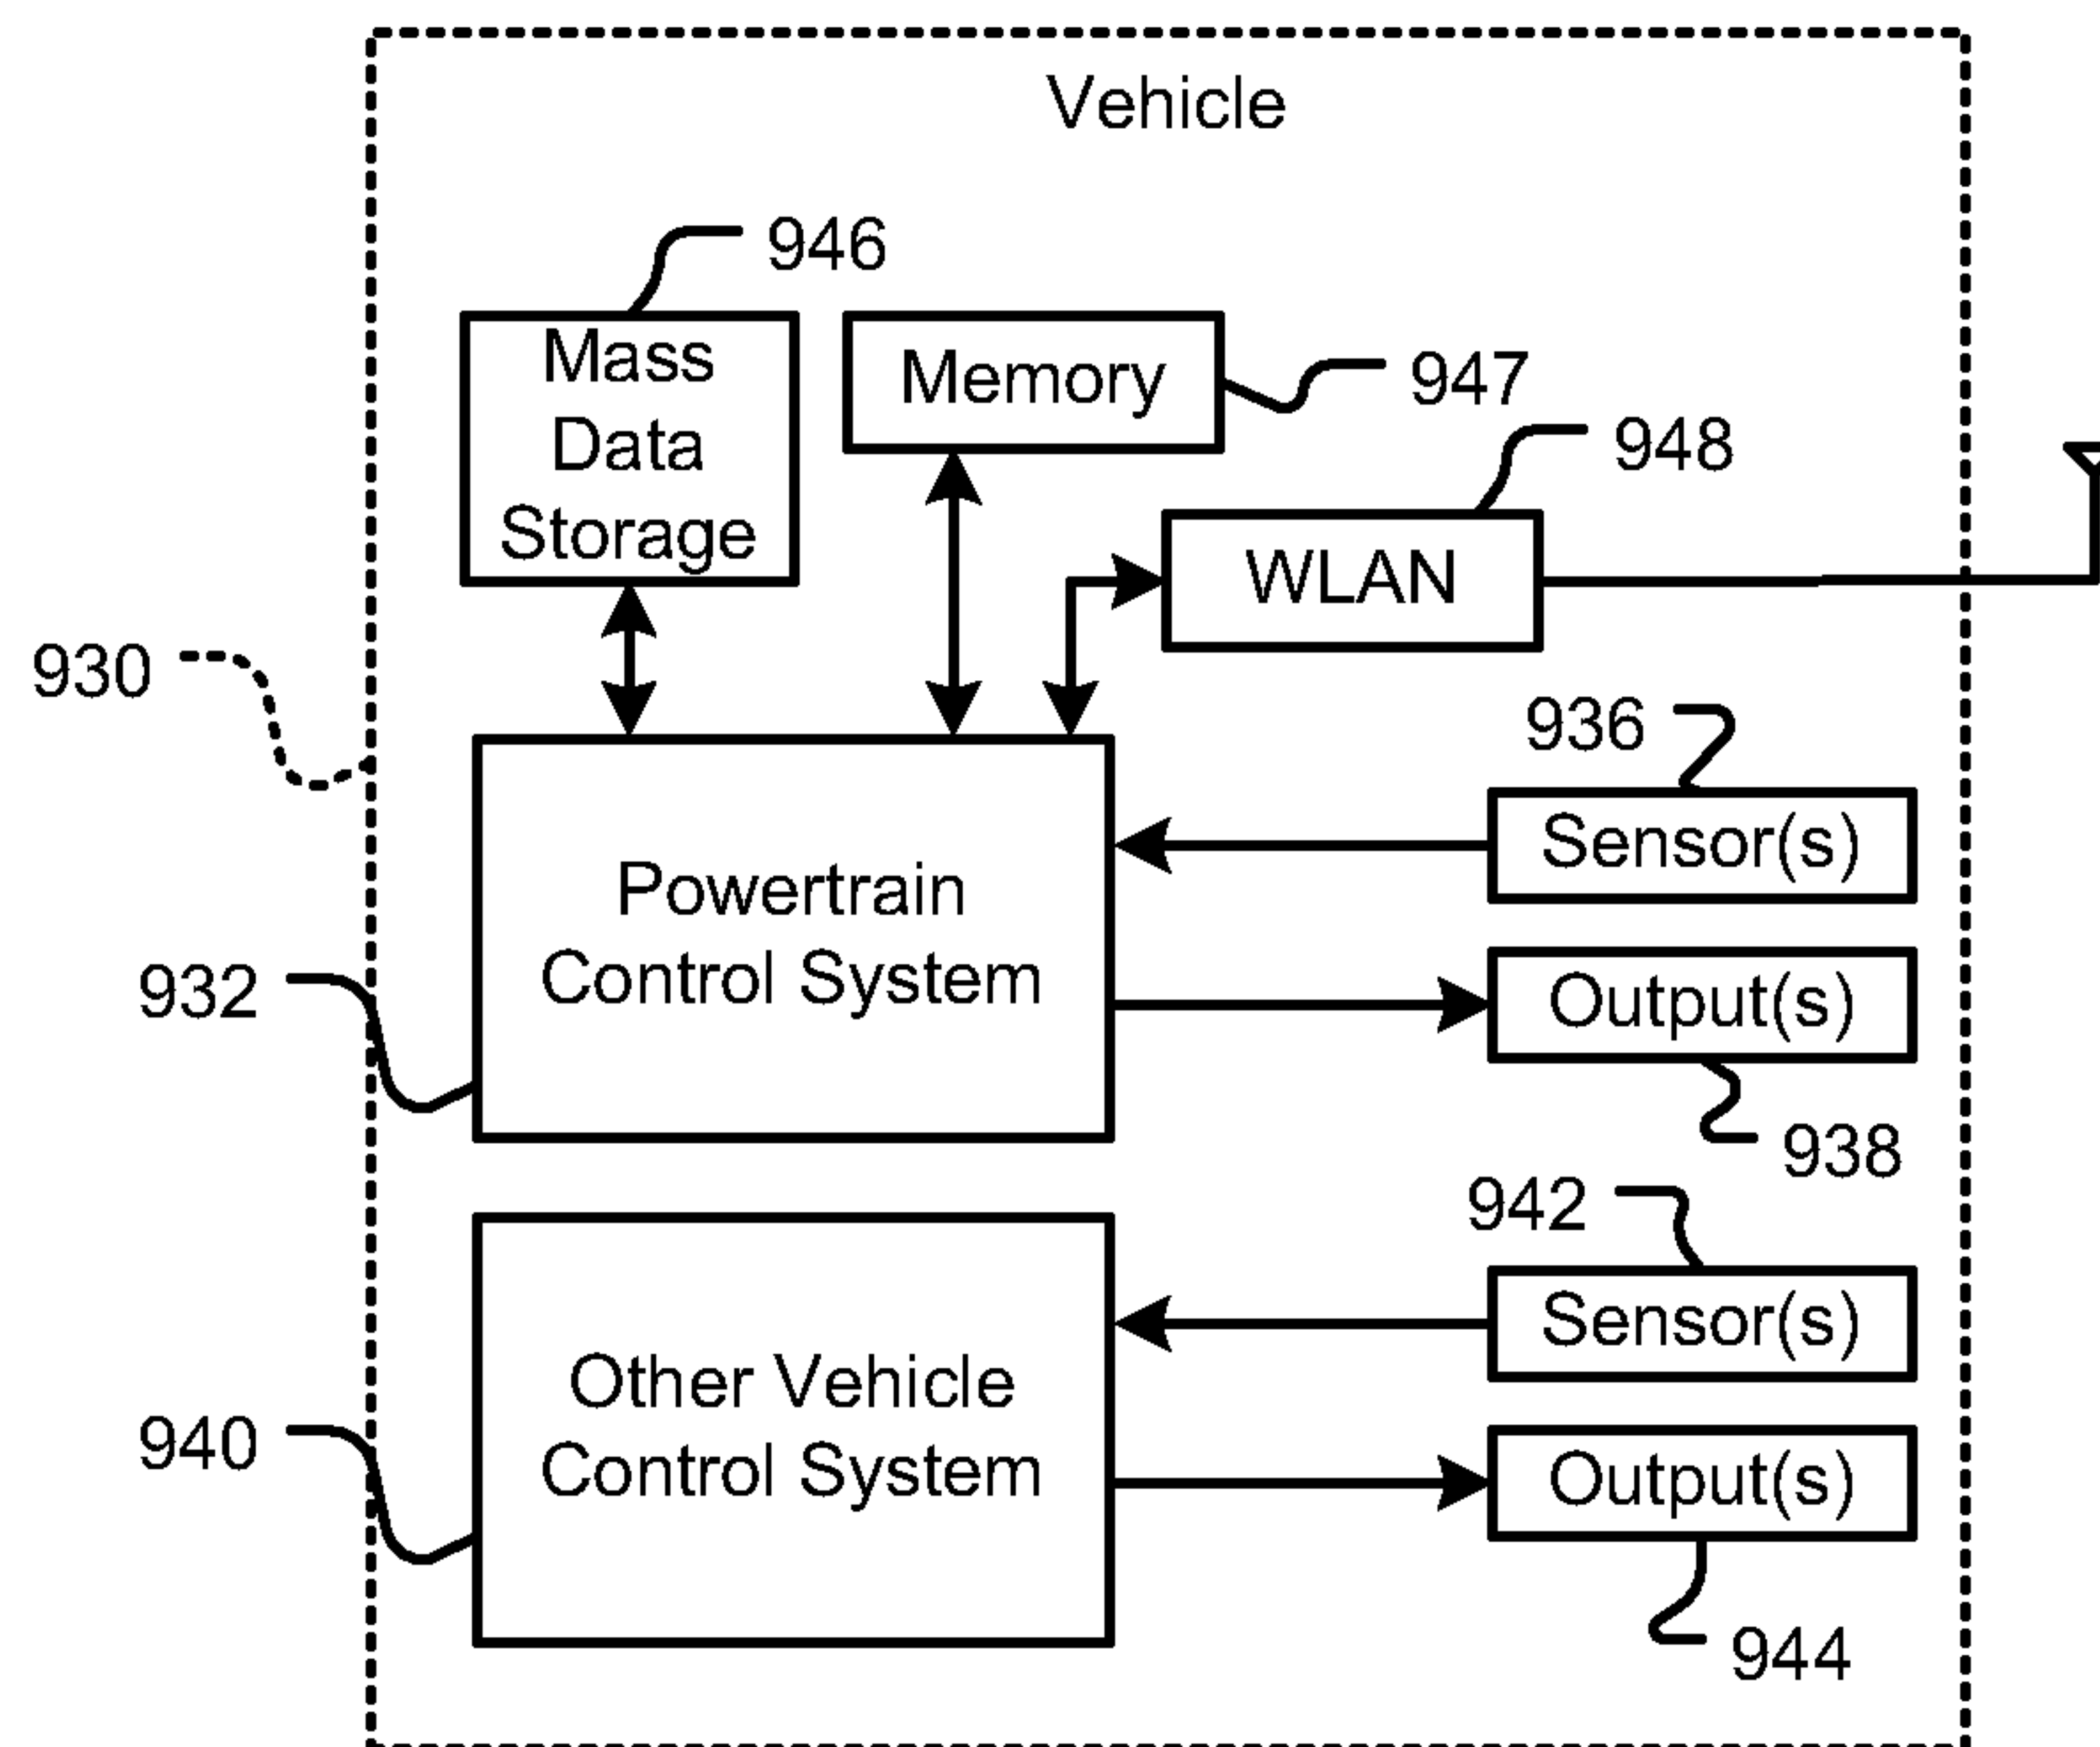 Vehicle
946
Mass
Data
Storage
Memory
947
948
WLAN
930
936
Sensor(s)
Powertrain
Control System
932
Output(s)
938
942
Sensor(s)
Other Vehicle
Control System
940
Output(s)
944